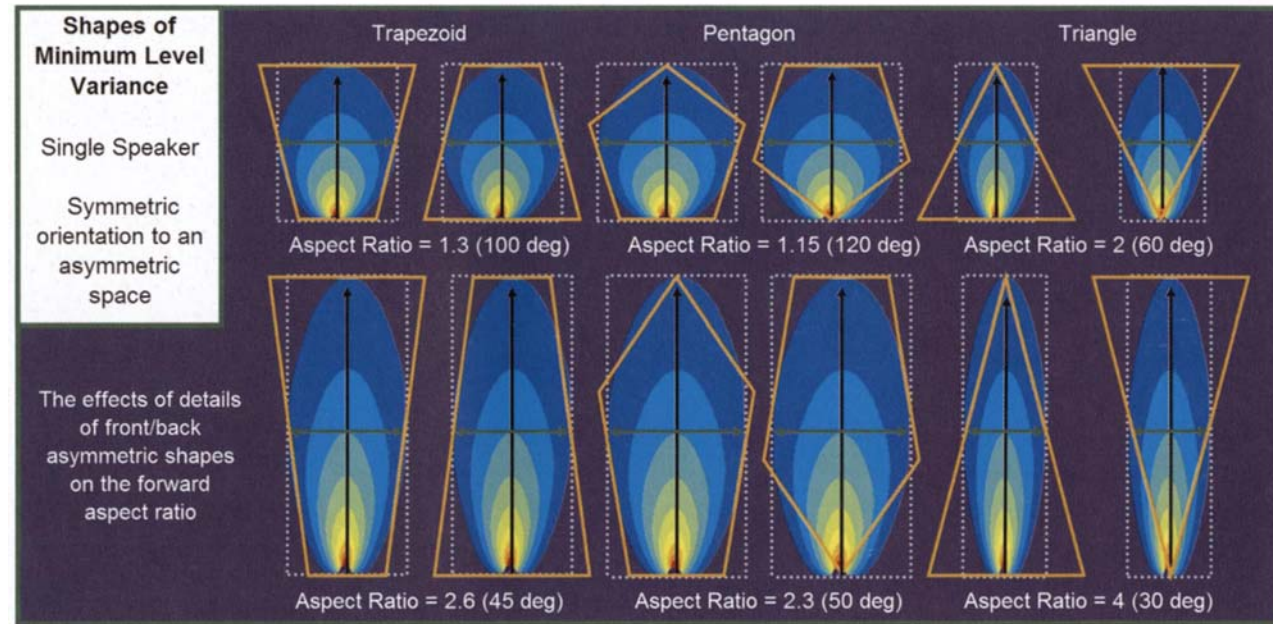 Shapes of
Minimum Level
Variance
Single Speaker
Symmetric
orientation to an
asymmetric
space
The effects of details
of front/back
asymmetric shapes
on the forward
aspect ratio
Trapezoid
Pentagon
Triangle
Aspect Ratio = 1.3 (100 deg)
Aspect Ratio = 1.15 (120 deg)
Aspect Ratio = 2 (60 deg)
Aspect Ratio = 2.6 (45 deg)
Aspect Ratio = 2.3 (50 deg)
Aspect Ratio = 4 (30 deg)